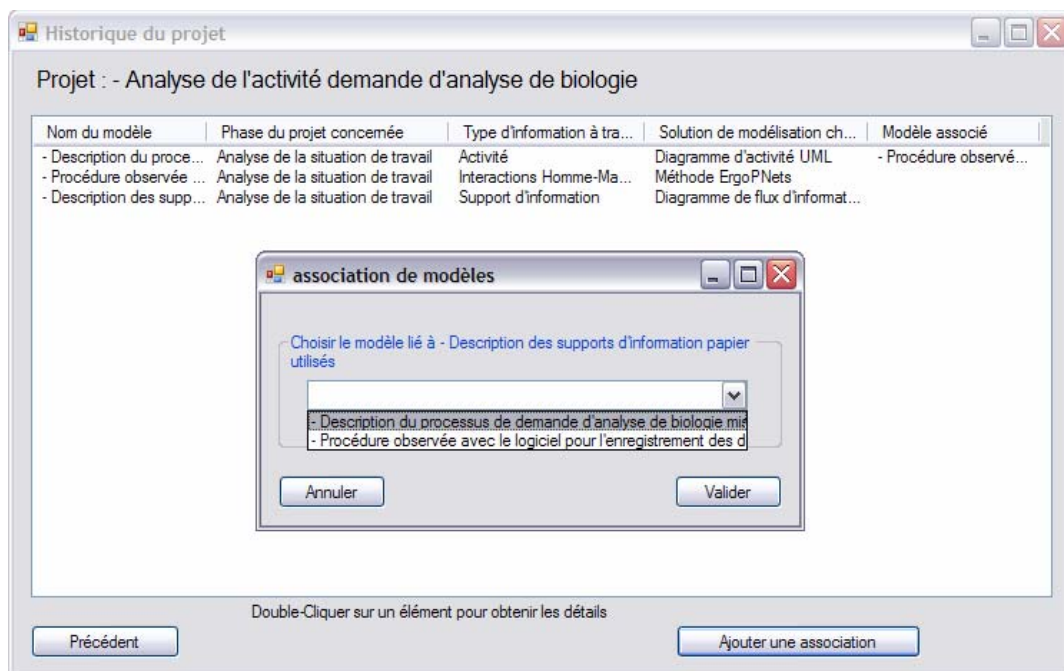 Historique du projet
Projet : - Analyse de l'activité demande d'analyse de biologie
Nom du modèle Phase du projet concernée Type d'information à tra... Solution de modélisation ch... Modèle associé
- Description du proce... Analyse de la situation de travail Activité Diagramme d'activité UML - Procédure observé...
- Procédure observée ... Analyse de la situation de travail Interactions Homme-Ma... Méthode ErgoPNets
- Description des supp... Analyse de la situation de travail Support d'information Diagramme de flux d'informat...
association de modèles
Choisir le modèle lié à - Description des supports d'information papier
utilisés
- Description du processus de demande d'analyse de biologie mis
- Procédure observée avec le logiciel pour l'enregistrement des d
Annuler Valider
Double-Cliquer sur un élément pour obtenir les détails
Précédent Ajouter une association